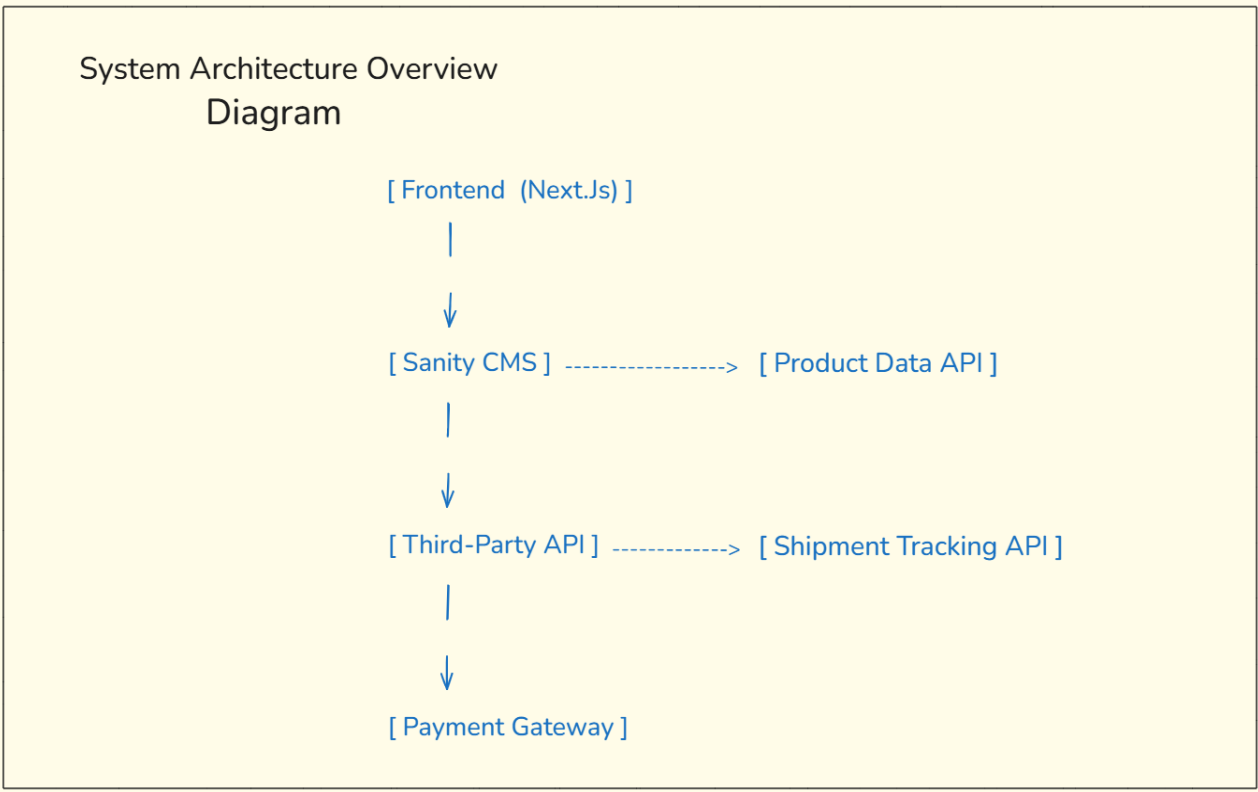 System Architecture Overview
Diagram
[ Frontend  (Next.Js) ]
[ Sanity CMS ] ------------------> [ Product Data API ]
[ Third-Party API ] -------------> [ Shipment Tracking API ]
[ Payment Gateway ]